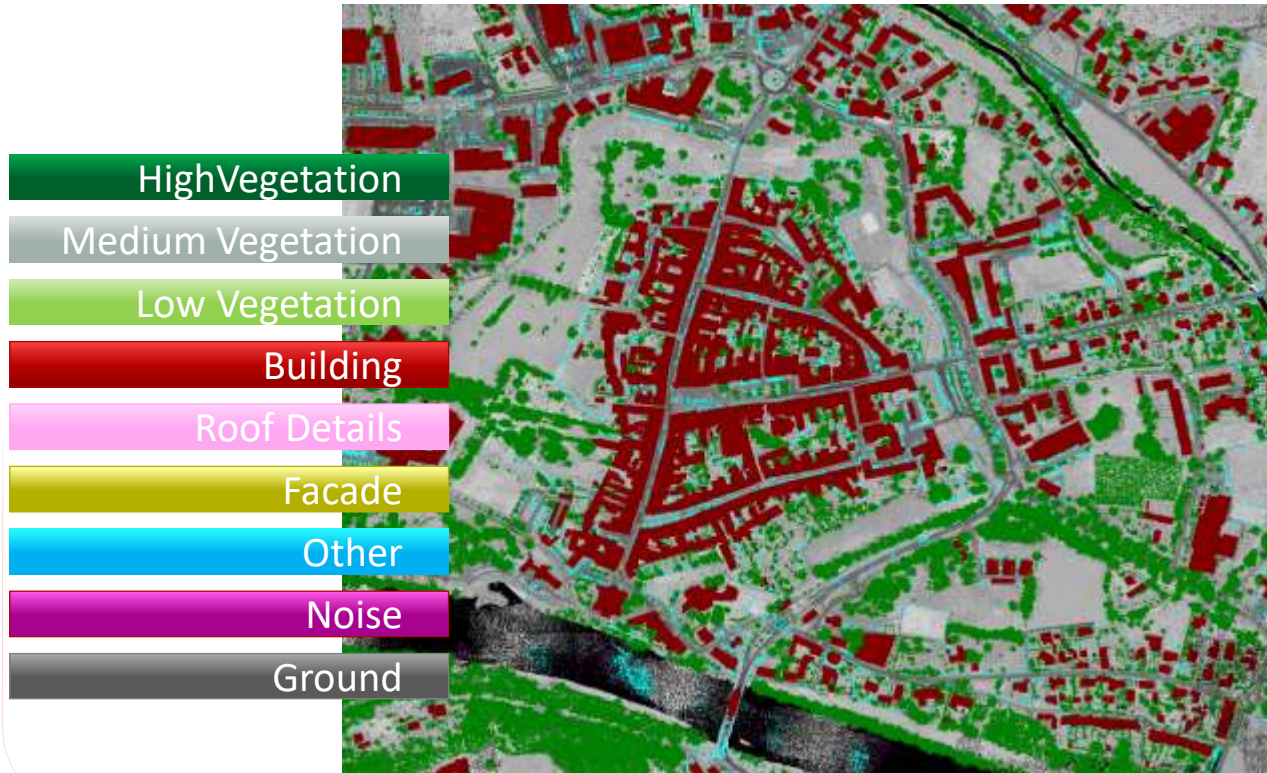 HighVegetation
Medium Vegetation
Low Vegetation
Building
Roof Details
Facade
Other
Noise
Ground